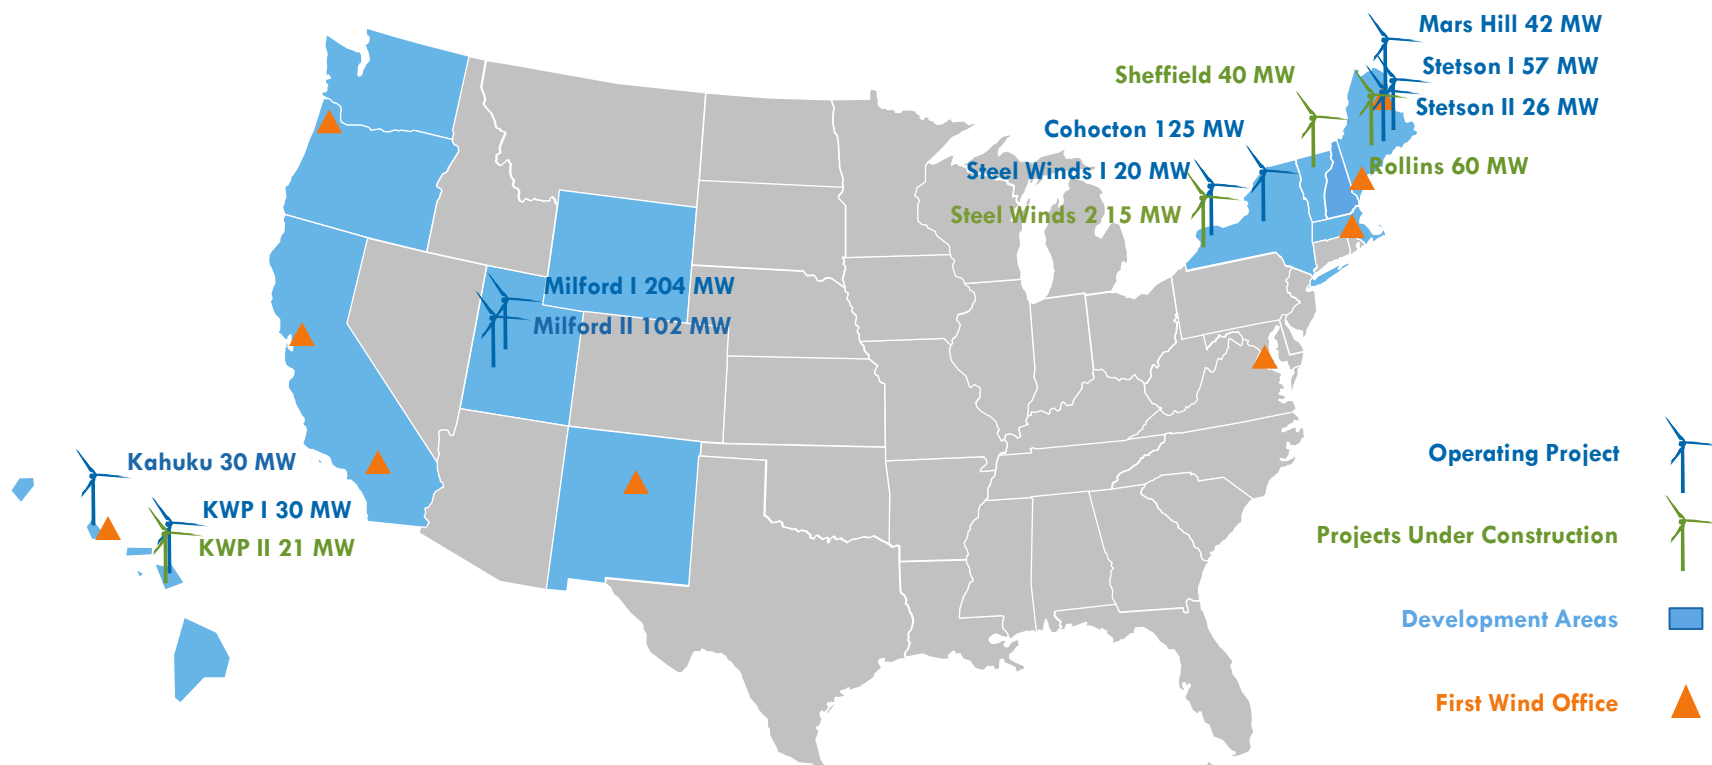 Mars Hill 42 MW
Stetson I 57 MW
Sheffield 40 MW
Stetson II 26 MW
Cohocton 125 MW
Rollins 60 MW
Steel Winds I 20 MW
Steel Winds 2 15 MW
Milford I 204 MW
Milford II 102 MW
Kahuku 30 MW
KWP I 30 MW
KWP II 21 MW
Operating Project
Projects Under Construction
Development Areas
First Wind Office